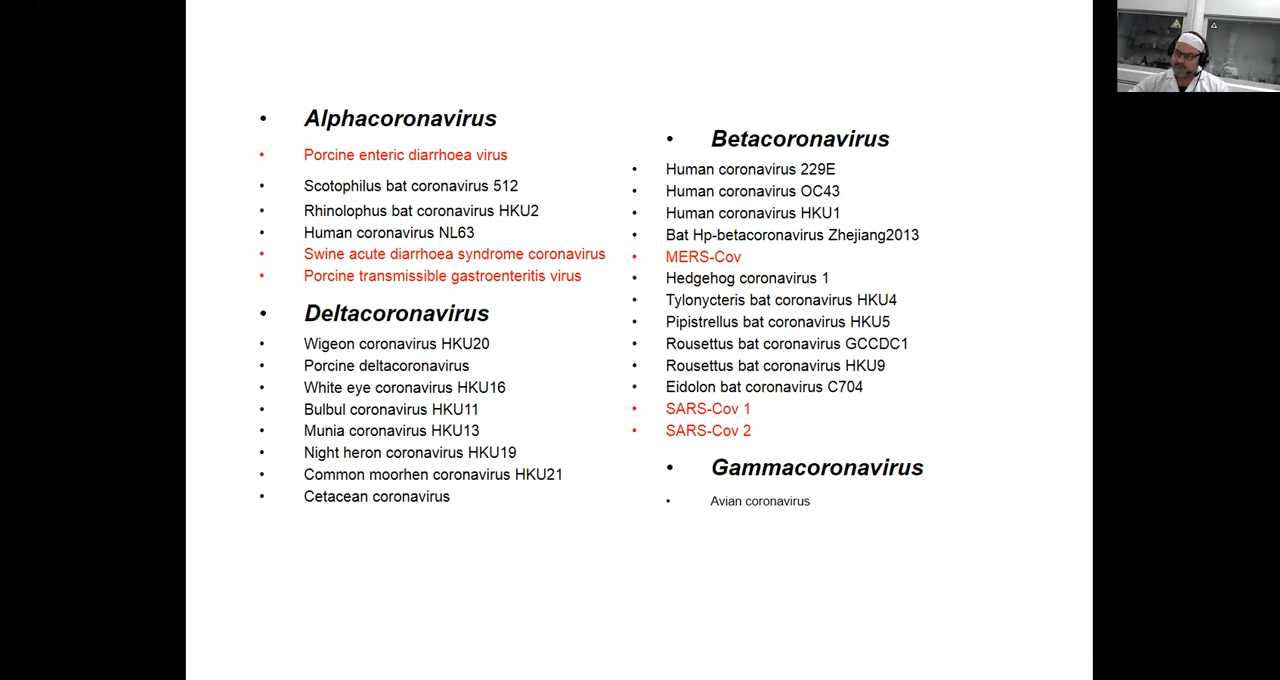 • Alphacoronavirus
• Porcine enteric diarrhoea virus
• Scotophilus bat coronavirus 512
• Rhinolophus bat coronavirus HKU2
• Human coronavirus NL63
• Swine acute diarrhoea syndrome coronavirus
• Porcine transmissible gastroenteritis virus
• Deltacoronavirus
• Wigeon coronavirus HKU20
• Porcine deltacoronavirus
• White eye coronavirus HKU16
• Bulbul coronavirus HKU11
• Munia coronavirus HKU13
• Night heron coronavirus HKU19
• Common moorhen coronavirus HKU21
• Cetacean coronavirus
• Betacoronavirus
• Human coronavirus 229E
• Human coronavirus OC43
• Human coronavirus HKU1
• Bat Hp-betacoronavirus Zhejiang2013
• MERS-Cov
• Hedgehog coronavirus 1
• Tylonycteris bat coronavirus HKU4
• Pipistrellus bat coronavirus HKU5
• Rousettus bat coronavirus GCCDC1
• Rousettus bat coronavirus HKU9
• Eidolon bat coronavirus C704
• SARS-Cov 1
• SARS-Cov 2
• Gammacoronavirus
• Avian coronavirus